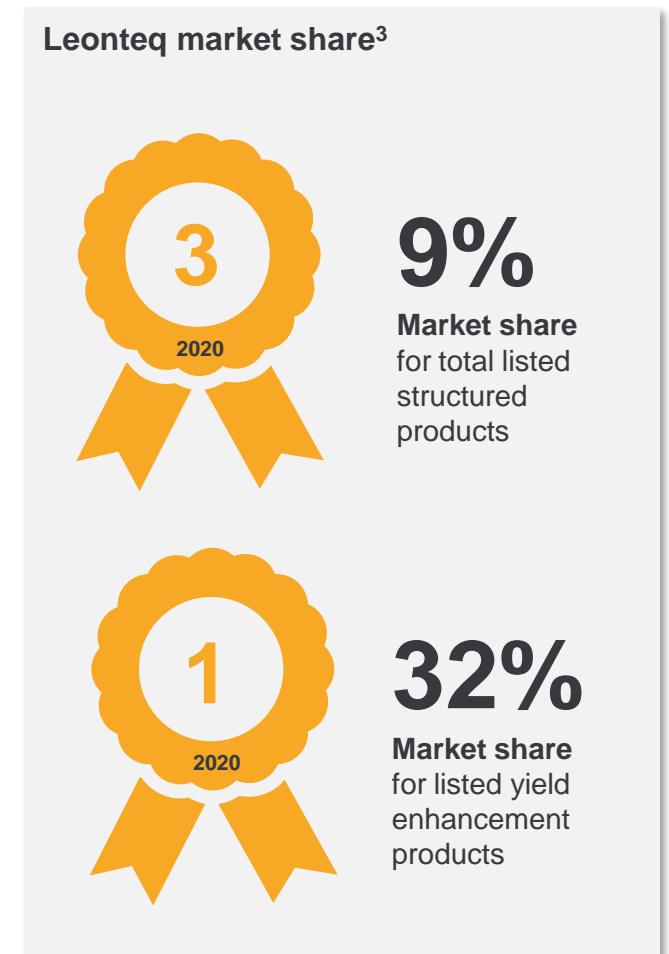 Leonteq market share³
3
2020
9%
Market share
for total listed
structured
products
1
2020
32%
Market share
for listed yield
enhancement
products